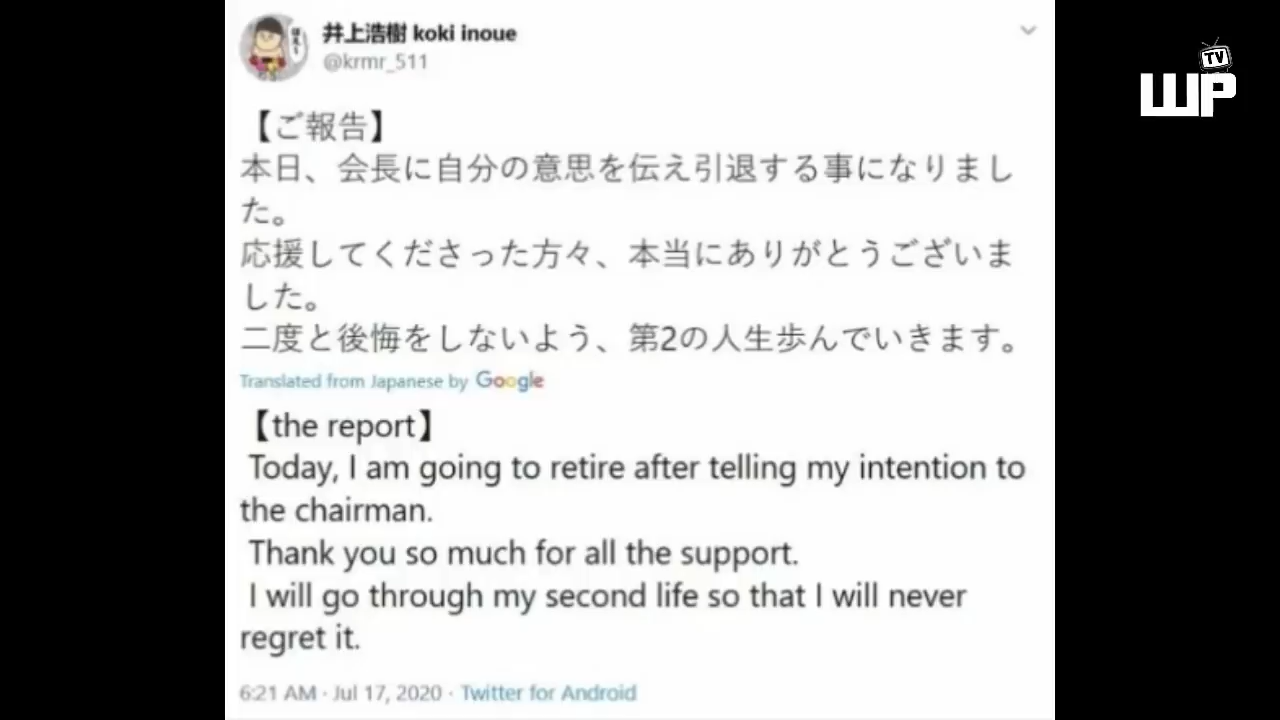 井上浩樹 koki inoue
@krmr_511
TV
WP
【ご報告】
本日、会長に自分の意思を伝え引退する事になりまし
た。
応援してくださった方々、本当にありがとうございま
した。
二度と後悔をしないよう、第2の人生歩んでいきます。
Translated from Japanese by Google
【the report】
Today, I am going to retire after telling my intention to
the chairman.
Thank you so much for all the support.
I will go through my second life so that I will never
regret it.
6:21 AM · Jul 17, 2020 · Twitter for Android